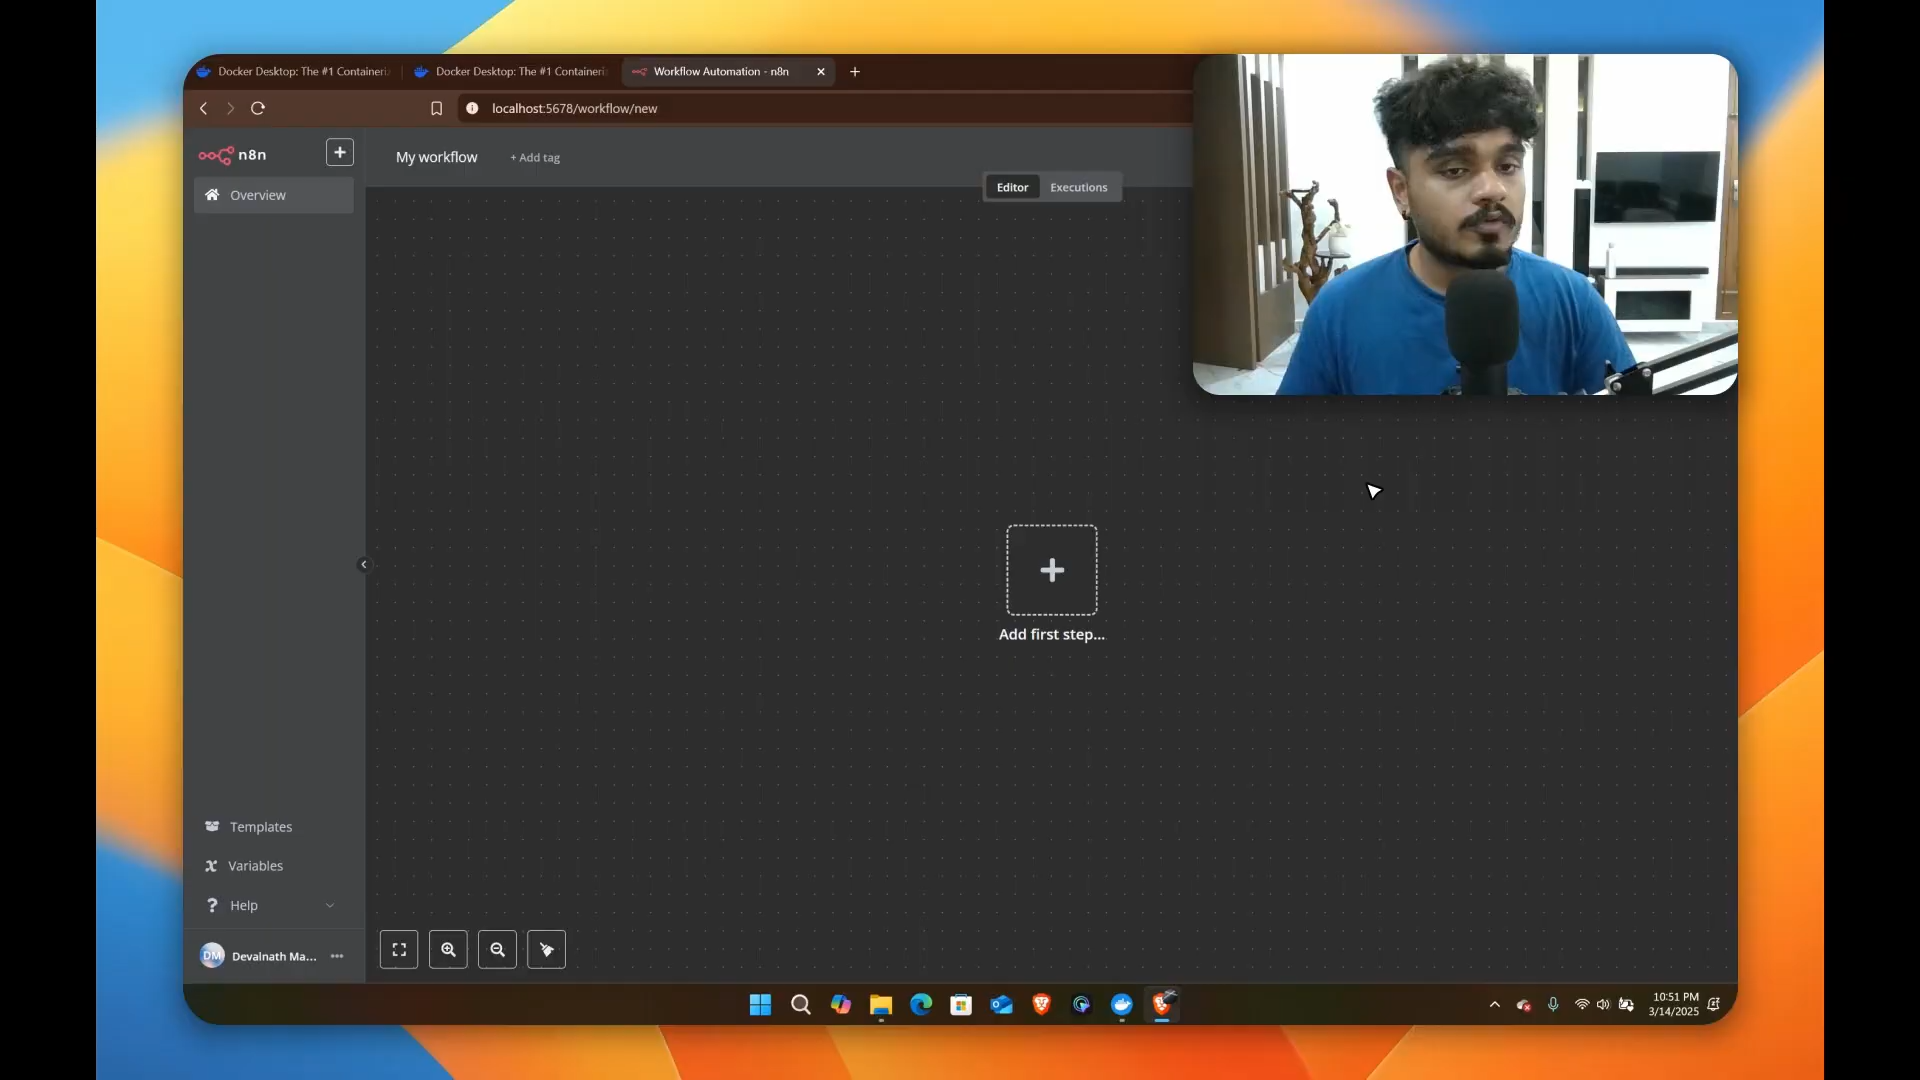 Docker Desktop: The #1 Containeri
Docker Desktop: The #1 Containeri
Workflow Automation - n8n
localhost:5678/workflow/new
n8n
My workflow
+ Add tag
Overview
Editor
Executions
Add first step...
Templates
Variables
Help
DM
Devalnath Ma...
10:51 PM
3/14/2025